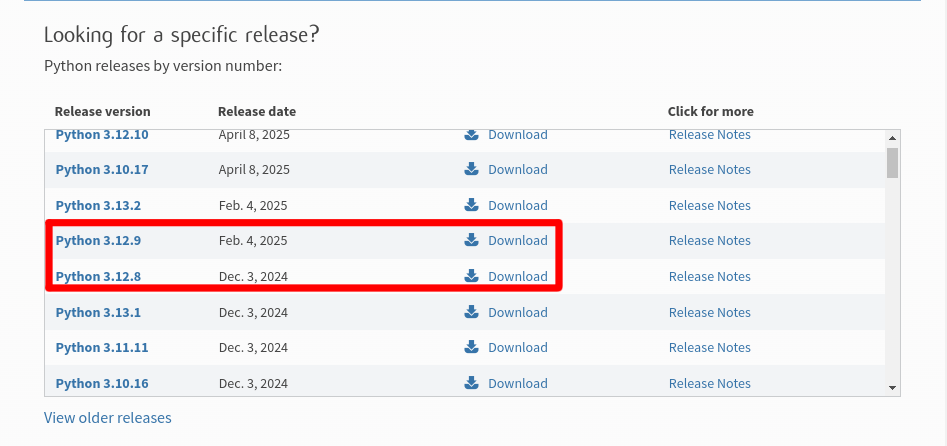 Looking for a specific release?
Python releases by version number:
Release version Release date Click for more
Python 3.12.10 April 8, 2025 Download Release Notes
Python 3.10.17 April 8, 2025 Download Release Notes
Python 3.13.2 Feb. 4, 2025 Download Release Notes
Python 3.12.9 Feb. 4, 2025 Download Release Notes
Python 3.12.8 Dec. 3, 2024 Download Release Notes
Python 3.13.1 Dec. 3, 2024 Download Release Notes
Python 3.11.11 Dec. 3, 2024 Download Release Notes
Python 3.10.16 Dec. 3, 2024 Download Release Notes
View older releases